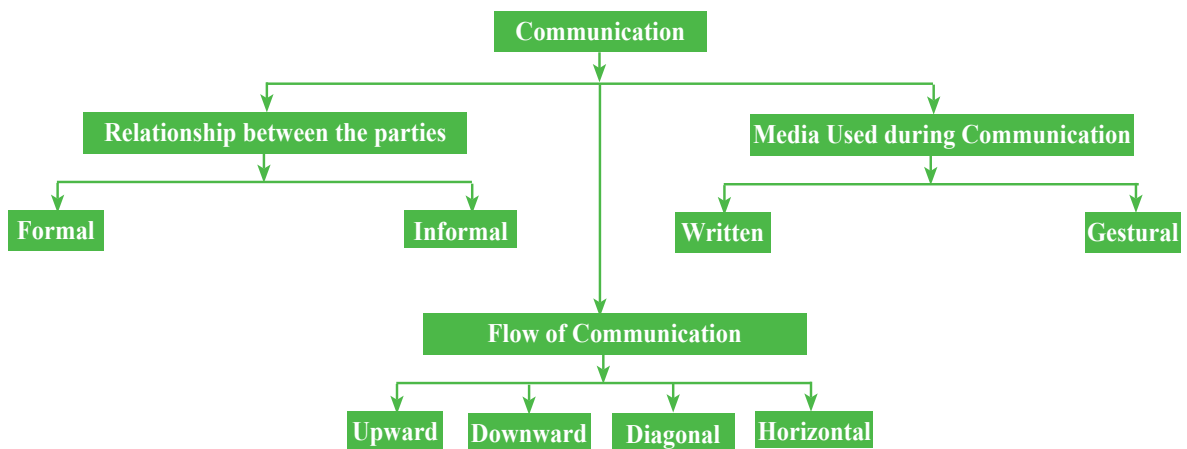 Communication
Relationship between the parties
Media Used during Communication
Formal
Informal
Written
Gestural
Flow of Communication
Upward
Downward
Diagonal
Horizontal